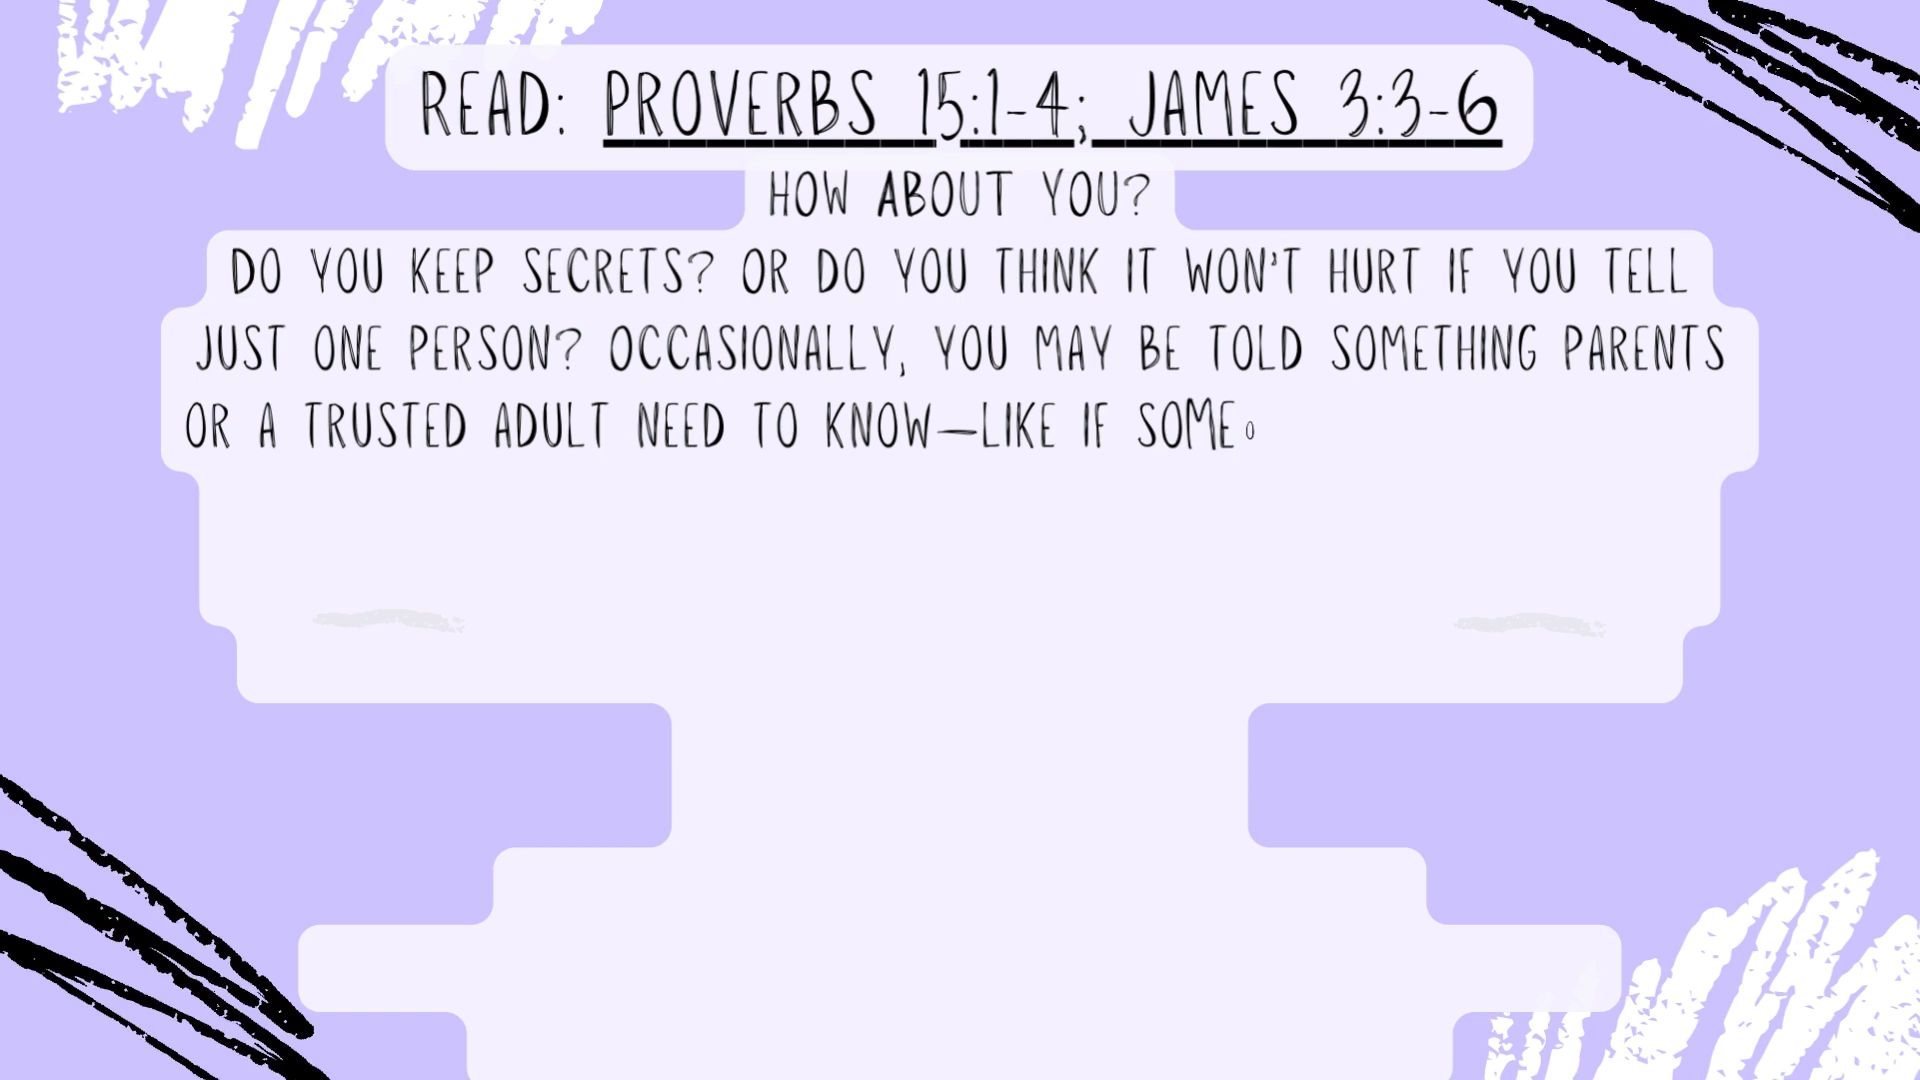 READ: PROVERBS 15:1-4; JAMES 3:3-6
HOW ABOUT YOU?
DO YOU KEEP SECRETS? OR DO YOU THINK IT WON'T HURT IF YOU TELL
JUST ONE PERSON? OCCASIONALLY, YOU MAY BE TOLD SOMETHING PARENTS
OR A TRUSTED ADULT NEED TO KNOW—LIKE IF SOMEO